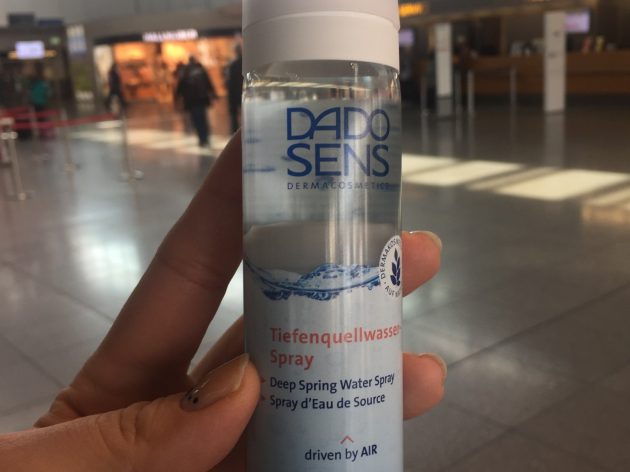 DADO
SENS
DERMACOSMETICS
Tiefenquellwasser-
Spray
- Deep Spring Water Spray
- Spray d'Eau de Source
driven by AIR